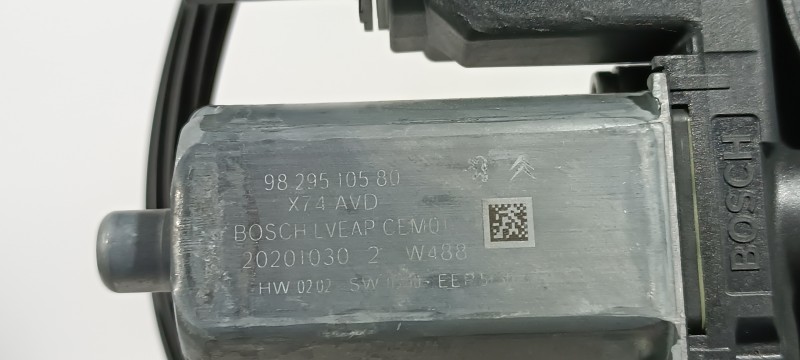 98 295 105 80
X74 AVD
BOSCH LVEAP CEM01
20201030 2 W488
HW 0202 SW
BOSCH